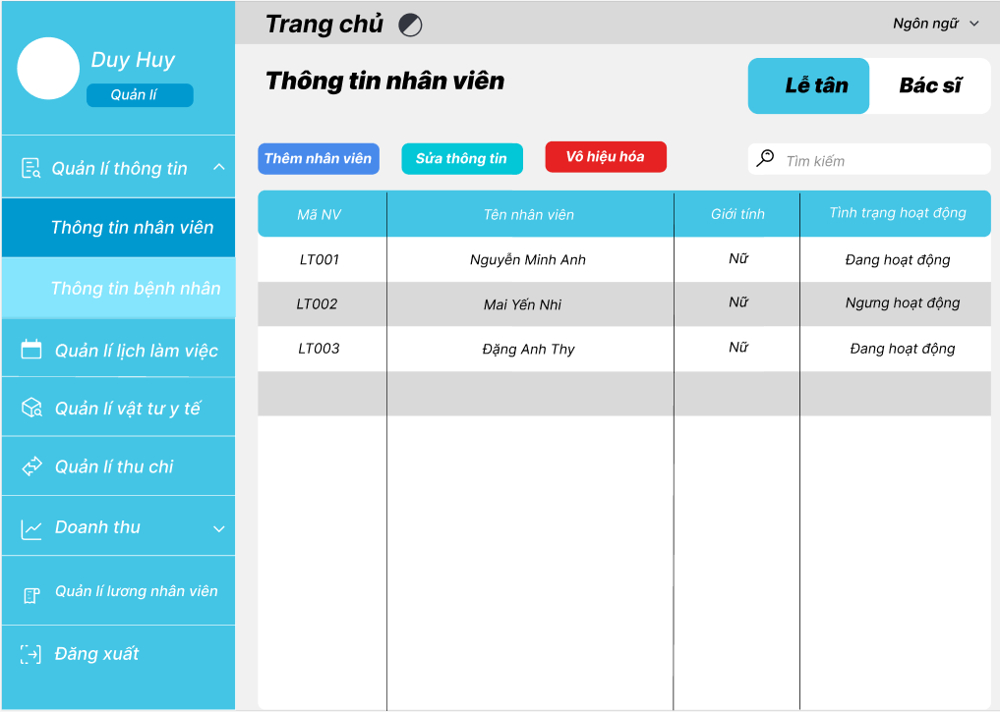 Duy Huy
Quản lí
Quản lí thông tin
Thông tin nhân viên
Thông tin bệnh nhân
Quản lí lịch làm việc
Quản lí vật tư y tế
Quản lí thu chi
Doanh thu
Quản lí lương nhân viên
Đăng xuất
Trang chủ
Ngôn ngữ
Thông tin nhân viên
Lễ tân
Bác sĩ
Thêm nhân viên
Sửa thông tin
Vô hiệu hóa
Tìm kiếm
Mã NV Tên nhân viên Giới tính Tình trạng hoạt động
LT001 Nguyễn Minh Anh Nữ Đang hoạt động
LT002 Mai Yến Nhi Nữ Ngưng hoạt động
LT003 Đặng Anh Thy Nữ Đang hoạt động